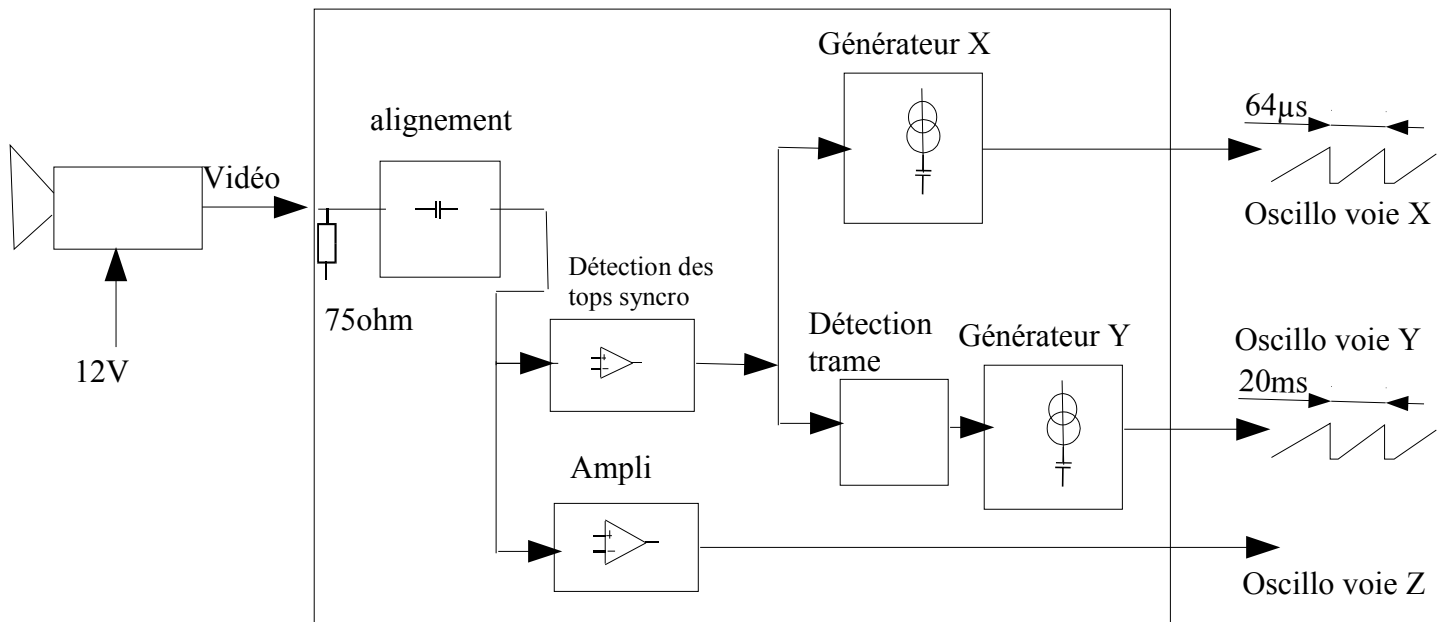 Générateur X
64µs
alignement
Vidéo
Oscillo voie X
Détection des
tops syncro
75ohm
Détection
trame
Générateur Y
Oscillo voie Y
20ms
12V
+
−
Ampli
+
−
Oscillo voie Z